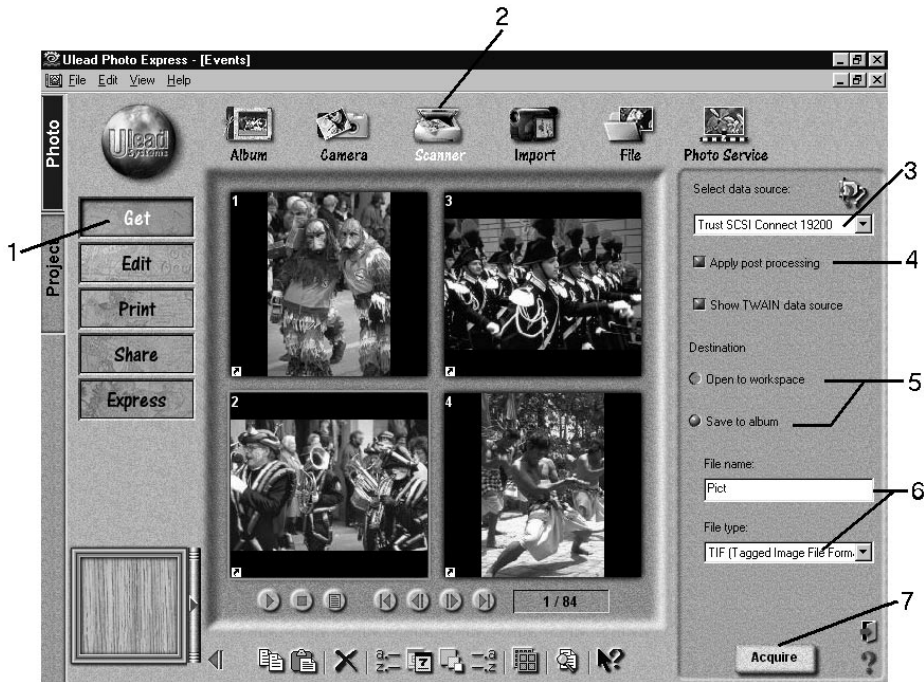 2
Ulead Photo Express - [Events]
File Edit View Help
Photo
Project
Ulead
Systems
Album
Camera
Scanner
Import
File
Photo Service
1
Get
Edit
Print
Share
Express
1
3
2
4
1 / 84
Select data source:
3
Trust SCSI Connect 19200
Apply post processing
4
Show TWAIN data source
Destination
Open to workspace
5
Save to album
File name:
Pict
6
File type:
TIF (Tagged Image File Form
7
Acquire
a
z
7
a
z
?
?